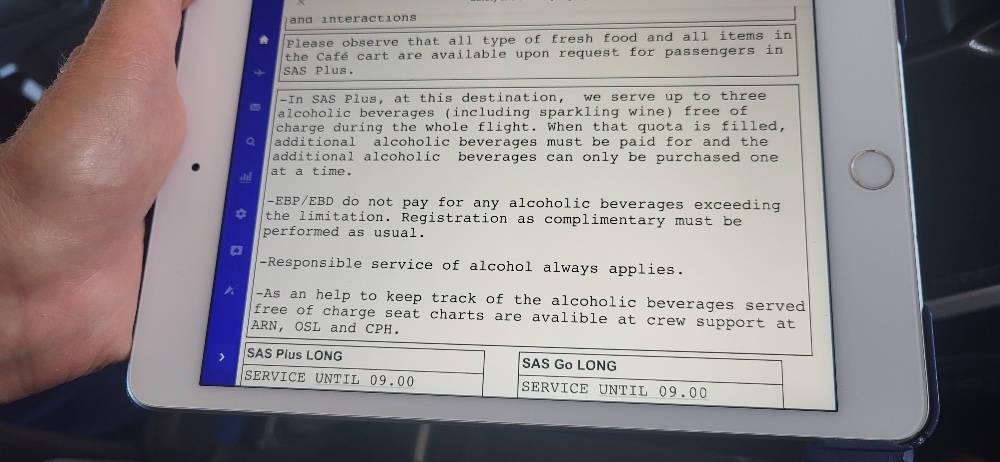 and interactions
Please observe that all type of fresh food and all items in
the Café cart are available upon request for passengers in
SAS Plus.
-In SAS Plus, at this destination, we serve up to three
alcoholic beverages (including sparkling wine) free of
charge during the whole flight. When that quota is filled,
additional alcoholic beverages must be paid for and the
additional alcoholic beverages can only be purchased one
at a time.
-EBP/EBD do not pay for any alcoholic beverages exceeding
the limitation. Registration as complimentary must be
performed as usual.
-Responsible service of alcohol always applies.
-As an help to keep track of the alcoholic beverages served
free of charge seat charts are avalible at crew support at
ARN, OSL and CPH.
SAS Plus LONG
SERVICE UNTIL 09.00
SAS Go LONG
SERVICE UNTIL 09.00